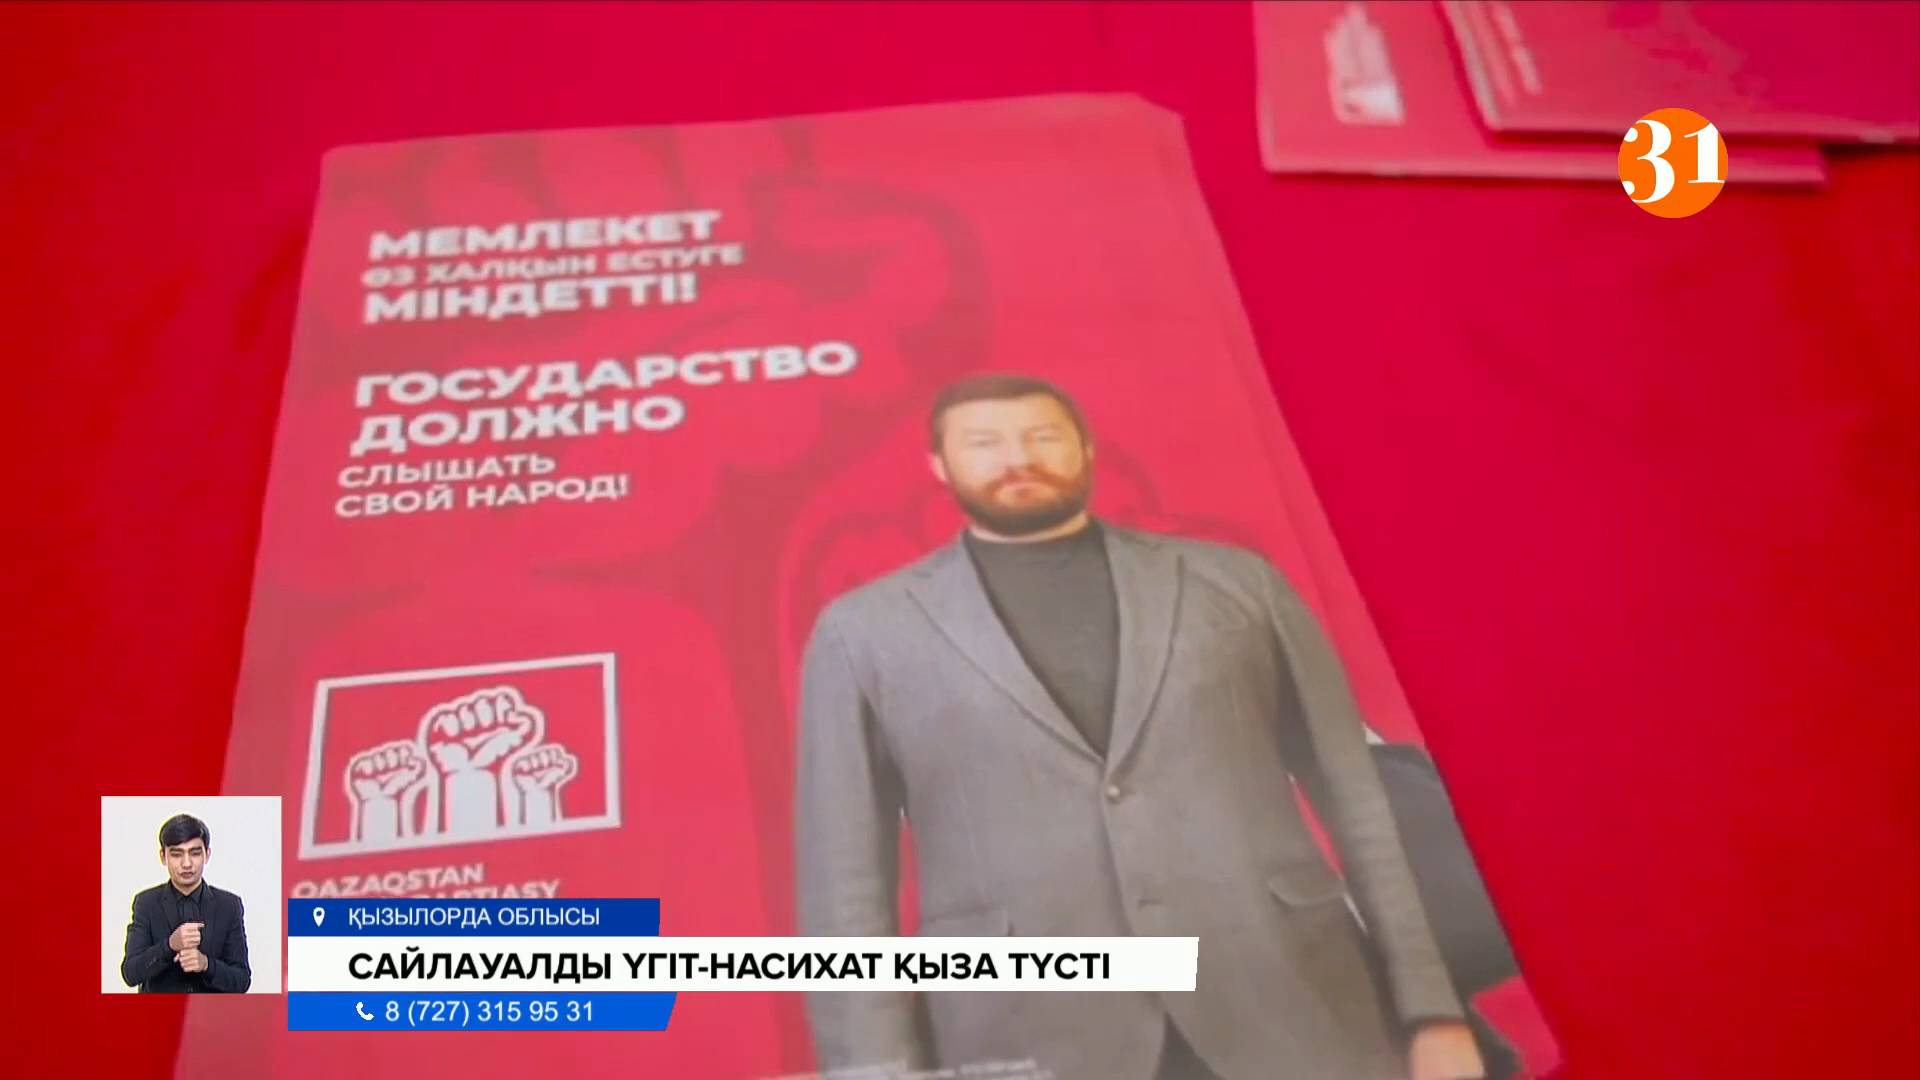 31
МЕМЛЕКЕТ
ӨЗ ХАЛҚЫН ЕСТУГЕ
МІНДЕТТІ!
ГОСУДАРСТВО
ДОЛЖНО
СЛЫШАТЬ
СВОЙ НАРОД!
QAZAQSTAN
ҚЫЗЫЛОРДА ОБЛЫСЫ
САЙЛАУАЛДЫ ҮГІТ-НАСИХАТ ҚЫЗА ТҮСТІ
8 (727) 315 95 31